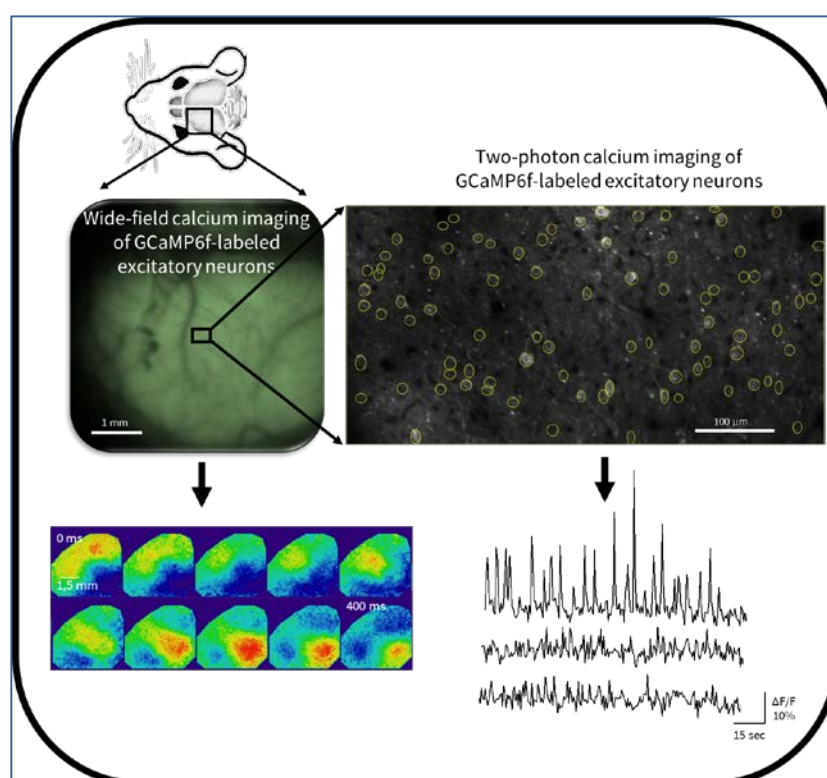 Two-photon calcium imaging of
GCaMP6f-labeled excitatory neurons
Wide-field calcium imaging
of GCaMP6f-labeled
excitatory neurons
1 mm
100 µm
0 ms
1,5 mm
400 ms
ΔF/F
10%
15 sec